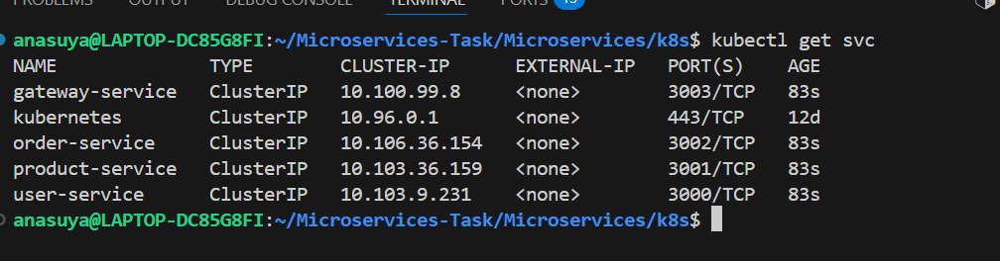 PROBLEMS OUTPUT DEBUG CONSOLE TERMINAL PORTS 15
anasuya@LAPTOP-DC85G8FI:~/Microservices-Task/Microservices/k8s$ kubectl get svc
NAME TYPE CLUSTER-IP EXTERNAL-IP PORT(S) AGE
gateway-service ClusterIP 10.100.99.8 <none> 3003/TCP 83s
kubernetes ClusterIP 10.96.0.1 <none> 443/TCP 12d
order-service ClusterIP 10.106.36.154 <none> 3002/TCP 83s
product-service ClusterIP 10.103.36.159 <none> 3001/TCP 83s
user-service ClusterIP 10.103.9.231 <none> 3000/TCP 83s
anasuya@LAPTOP-DC85G8FI:~/Microservices-Task/Microservices/k8s$